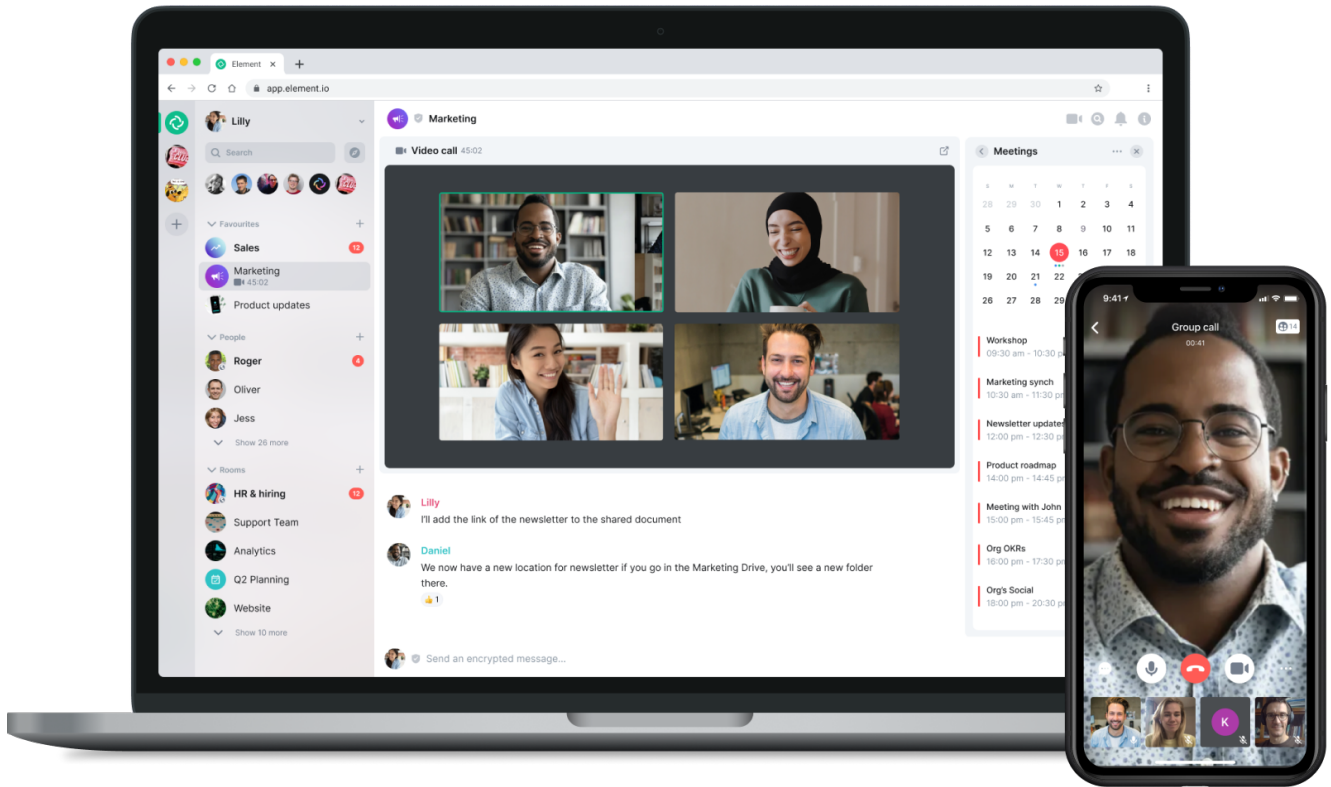 Element
app.element.io
Lilly
Search
Favourites
Sales
12
Marketing
45:02
Product updates
People
Roger
4
Oliver
Jess
Show 26 more
Rooms
HR & hiring
12
Support Team
Analytics
Q2 Planning
Website
Show 10 more
Marketing
Video call 45:02
Lilly
I'll add the link of the newsletter to the shared document
Daniel
We now have a new location for newsletter if you go in the Marketing Drive, you'll see a new folder
there.
👍 1
Send an encrypted message...
Meetings
S M T W T F S
28 29 30 1 2 3 4
5 6 7 8 9 10 11
12 13 14 15 16 17 18
19 20 21 22
26 27 28 29
Workshop
09:30 am - 10:30 p
Marketing synch
10:30 am - 11:30 p
Newsletter updates
12:00 pm - 12:30 p
Product roadmap
14:00 pm - 14:45 p
Meeting with John
15:00 pm - 15:45 p
Org OKRs
16:00 pm - 17:30 p
Org's Social
18:00 pm - 20:30 p
9:41
Group call
14
00:41
K